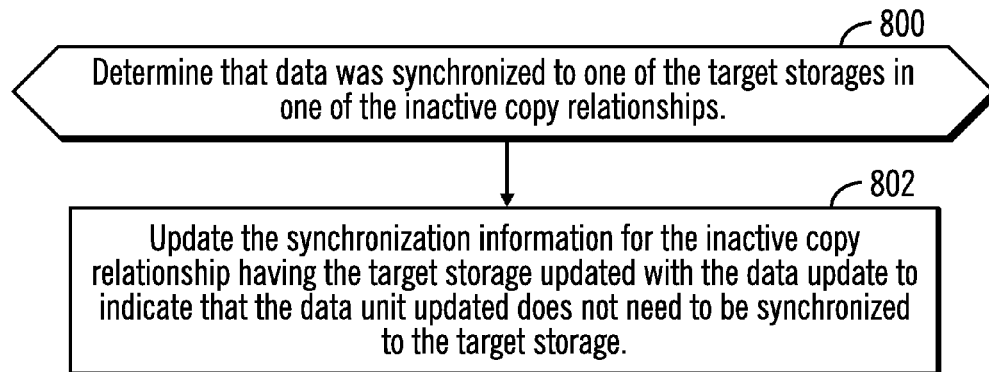 800
Determine that data was synchronized to one of the target storages in
one of the inactive copy relationships.
802
Update the synchronization information for the inactive copy
relationship having the target storage updated with the data update to
indicate that the data unit updated does not need to be synchronized
to the target storage.